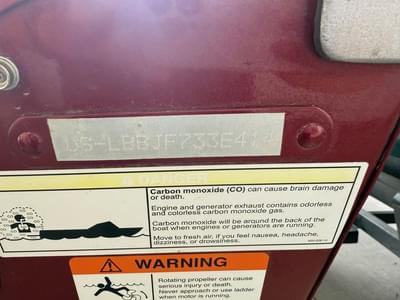 US-LBBJF733E414
DANGER
Carbon monoxide (CO) can cause brain damage
or death.
Engine and generator exhaust contains odorless
and colorless carbon monoxide gas.
Carbon monoxide will be around the back of the
boat when engines or generators are running.
Move to fresh air, if you feel nausea, headache,
dizziness, or drowsiness.
WARNING
Rotating propeller can cause
serious injury or death.
Never approach or use ladder
when motor is running.